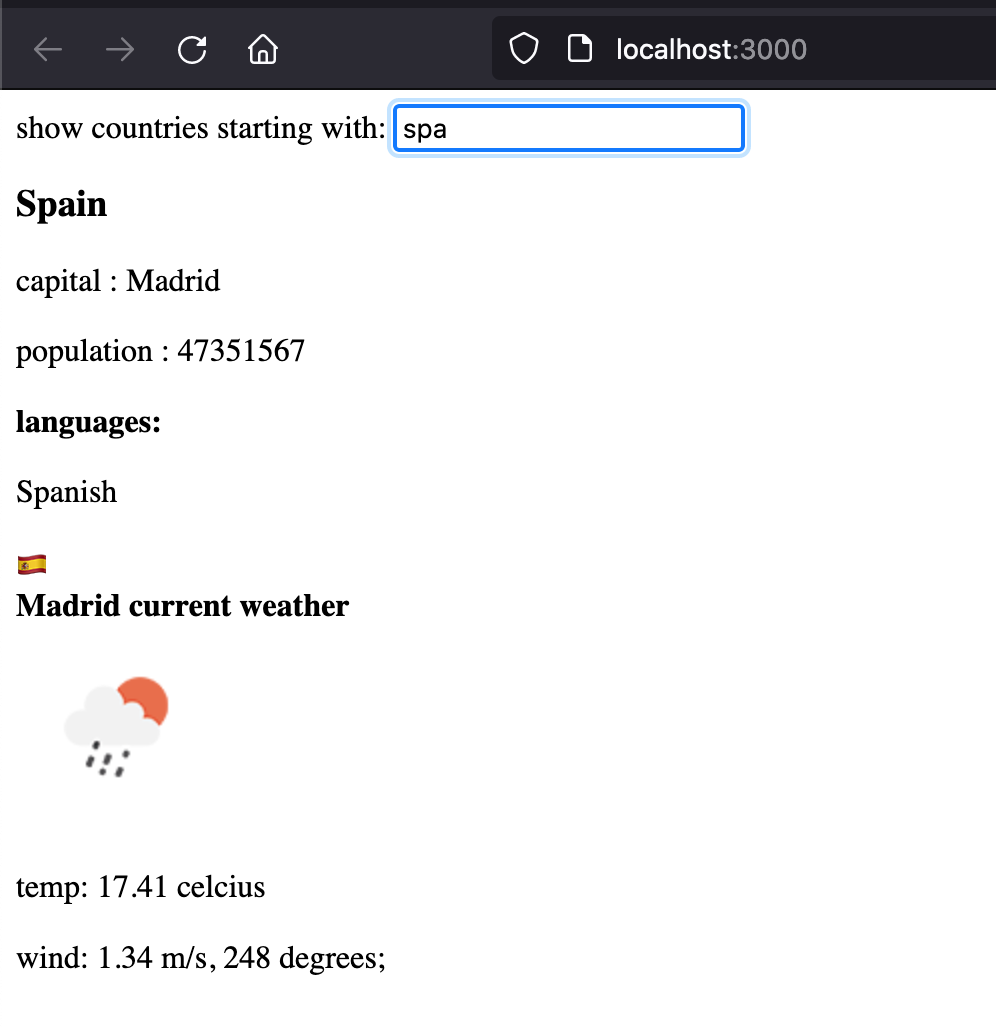 localhost:3000
show countries starting with: spa
Spain
capital : Madrid
population : 47351567
languages:
Spanish
Madrid current weather
temp: 17.41 celcius
wind: 1.34 m/s, 248 degrees;